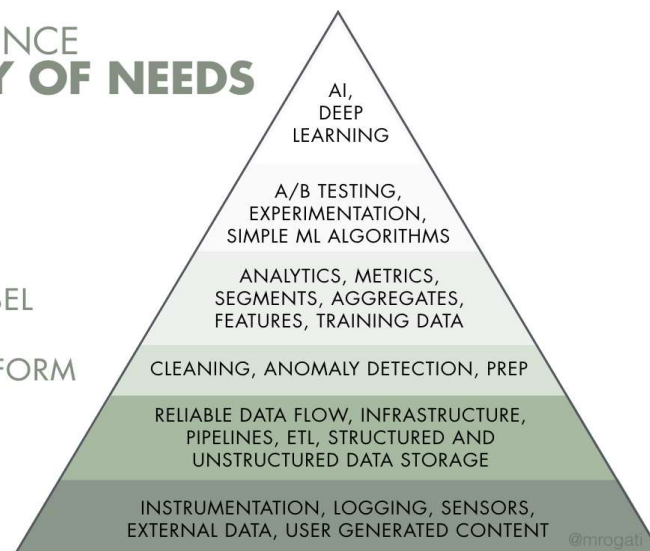 NCE
Y OF NEEDS
AI,
DEEP
LEARNING
A/B TESTING,
EXPERIMENTATION,
SIMPLE ML ALGORITHMS
ANALYTICS, METRICS,
SEGMENTS, AGGREGATES,
FEATURES, TRAINING DATA
SEL
FORM
CLEANING, ANOMALY DETECTION, PREP
RELIABLE DATA FLOW, INFRASTRUCTURE,
PIPELINES, ETL, STRUCTURED AND
UNSTRUCTURED DATA STORAGE
INSTRUMENTATION, LOGGING, SENSORS,
EXTERNAL DATA, USER GENERATED CONTENT
@mrogati